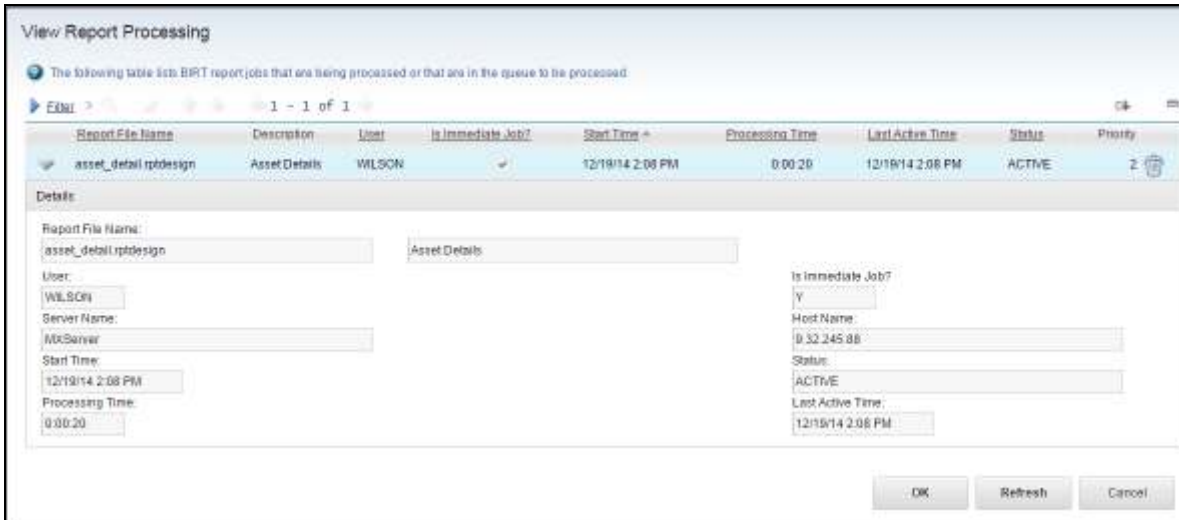 View Report Processing
The following table lists BIRT report jobs that are being processed or that are in the queue to be processed
Filter > 1 - 1 of 1
Report File Name Description User Is Immediate Job? Start Time Processing Time Last Active Time Status Priority
asset_detail.rptdesign Asset Details WILSON 12/19/14 2:08 PM 0:00:20 12/19/14 2:08 PM ACTIVE 2
Details
Report File Name:
asset_detail.rptdesign Asset Details
User: Is Immediate Job?
WILSON Y
Server Name: Host Name:
MXServer 9.32.245.88
Start Time: Status:
12/19/14 2:08 PM ACTIVE
Processing Time: Last Active Time:
0:00:20 12/19/14 2:08 PM
OK Refresh Cancel